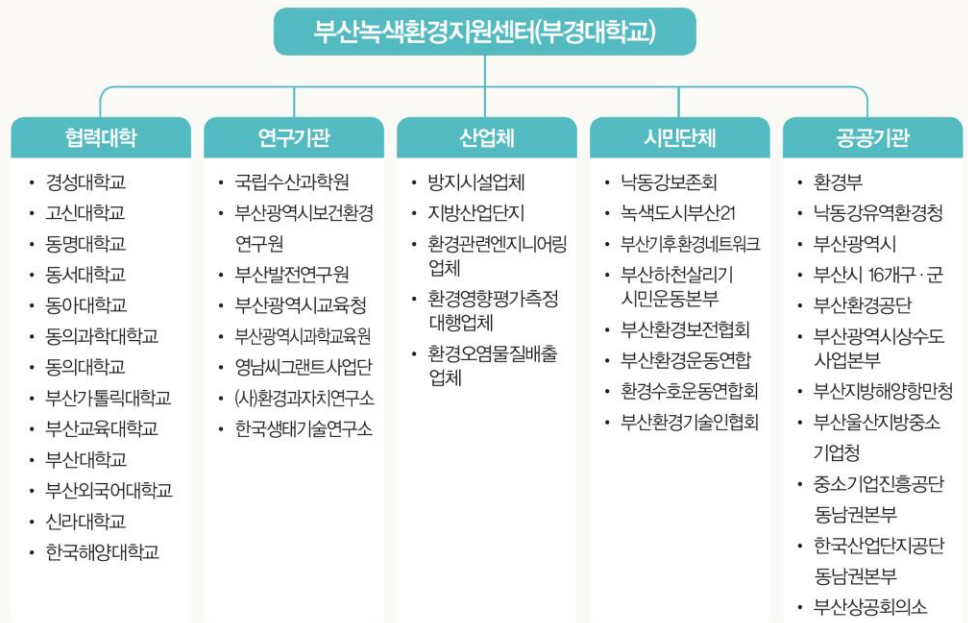 부산녹색환경지원센터(부경대학교)
협력대학
• 경성대학교
• 고신대학교
• 동명대학교
• 동서대학교
• 동아대학교
• 동의과학대학교
• 동의대학교
• 부산가톨릭대학교
• 부산교육대학교
• 부산대학교
• 부산외국어대학교
• 신라대학교
• 한국해양대학교
연구기관
• 국립수산과학원
• 부산광역시보건환경
연구원
• 부산발전연구원
• 부산광역시교육청
• 부산광역시과학교육원
• 영남씨그랜트사업단
• (사)환경과자치연구소
• 한국생태기술연구소
산업체
• 방지시설업체
• 지방산업단지
• 환경관련엔지니어링
업체
• 환경영향평가측정
대행업체
• 환경오염물질배출
업체
시민단체
• 낙동강보존회
• 녹색도시부산21
• 부산기후환경네트워크
• 부산하천살리기
시민운동본부
• 부산환경보전협회
• 부산환경운동연합
• 환경수호운동연합회
• 부산환경기술인협회
공공기관
• 환경부
• 낙동강유역환경청
• 부산광역시
• 부산시 16개구·군
• 부산환경공단
• 부산광역시상수도
사업본부
• 부산지방해양항만청
• 부산울산지방중소
기업청
• 중소기업진흥공단
동남권본부
• 한국산업단지공단
동남권본부
• 부산상공회의소